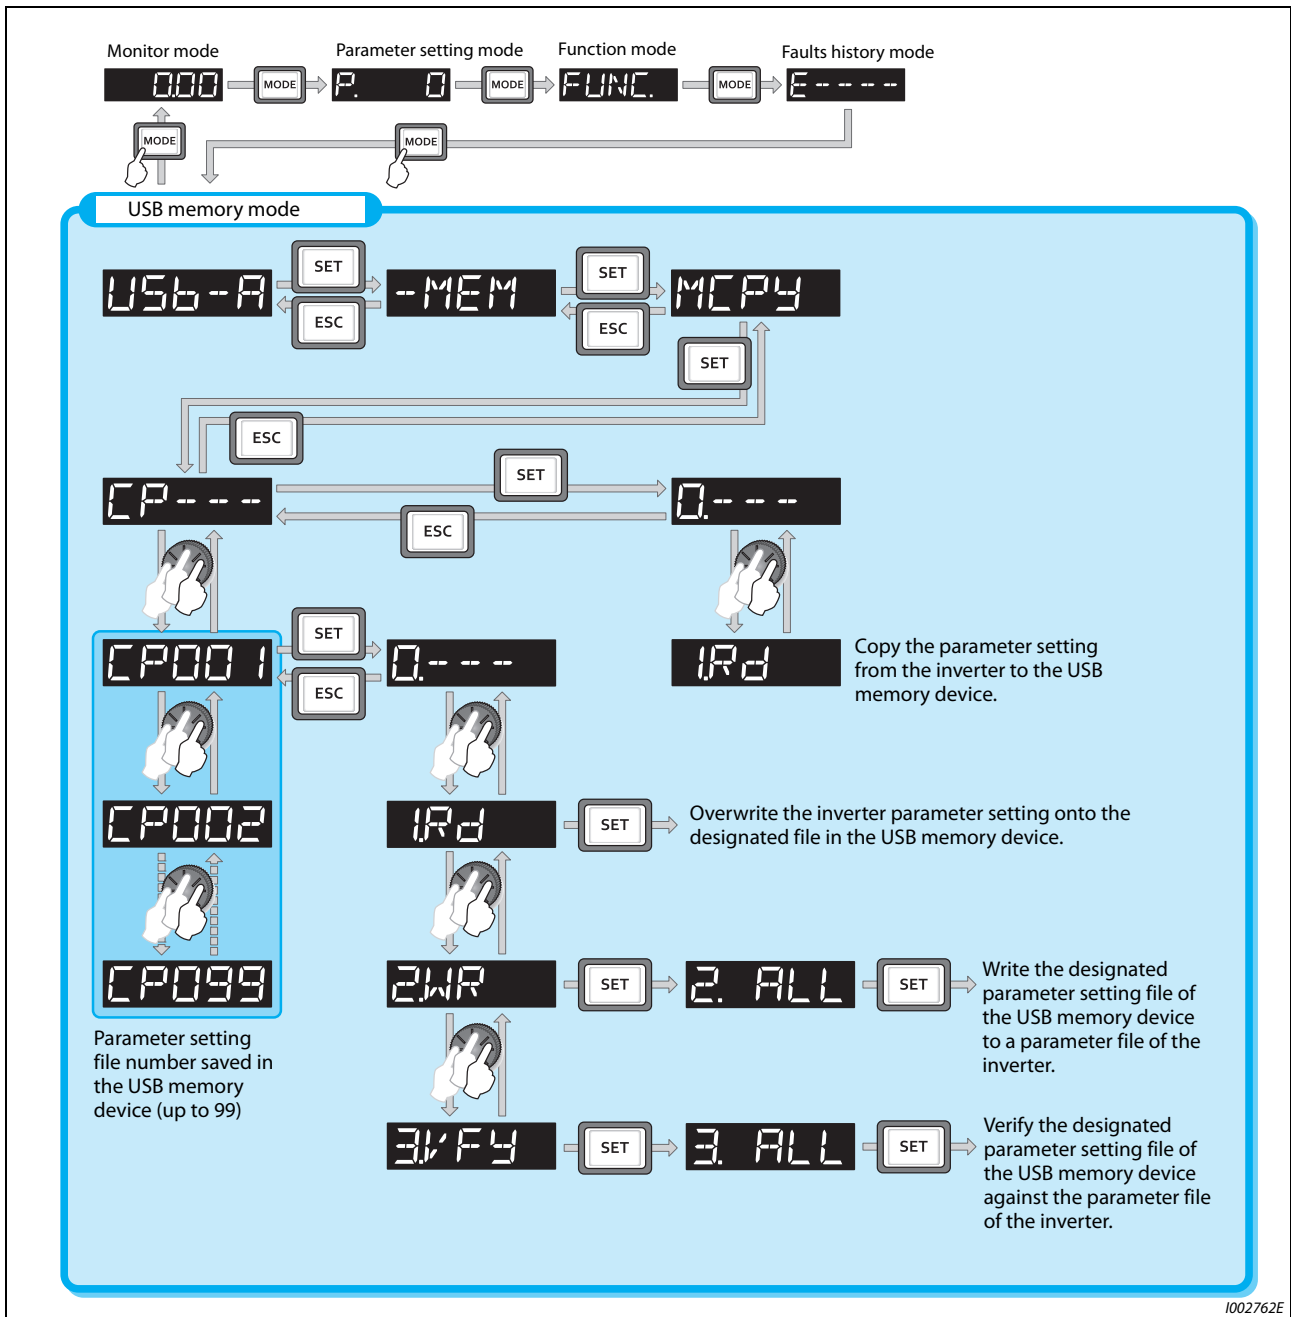 Monitor mode
Parameter setting mode
Function mode
Faults history mode
0.00
MODE
P. 0
MODE
FUNC.
MODE
E----
MODE
MODE
USB memory mode
USb-A
SET
ESC
-MEM
SET
ESC
MCPY
SET
ESC
CP---
SET
ESC
0.---
CP001
SET
ESC
0.---
1.Rd
Copy the parameter setting
from the inverter to the USB
memory device.
CP002
1.Rd
SET
Overwrite the inverter parameter setting onto the
designated file in the USB memory device.
CP099
2.WR
SET
2. ALL
SET
Write the designated
parameter setting file of
the USB memory device
to a parameter file of the
inverter.
Parameter setting
file number saved in
the USB memory
device (up to 99)
3.VFY
SET
3. ALL
SET
Verify the designated
parameter setting file of
the USB memory device
against the parameter file
of the inverter.
I002762E